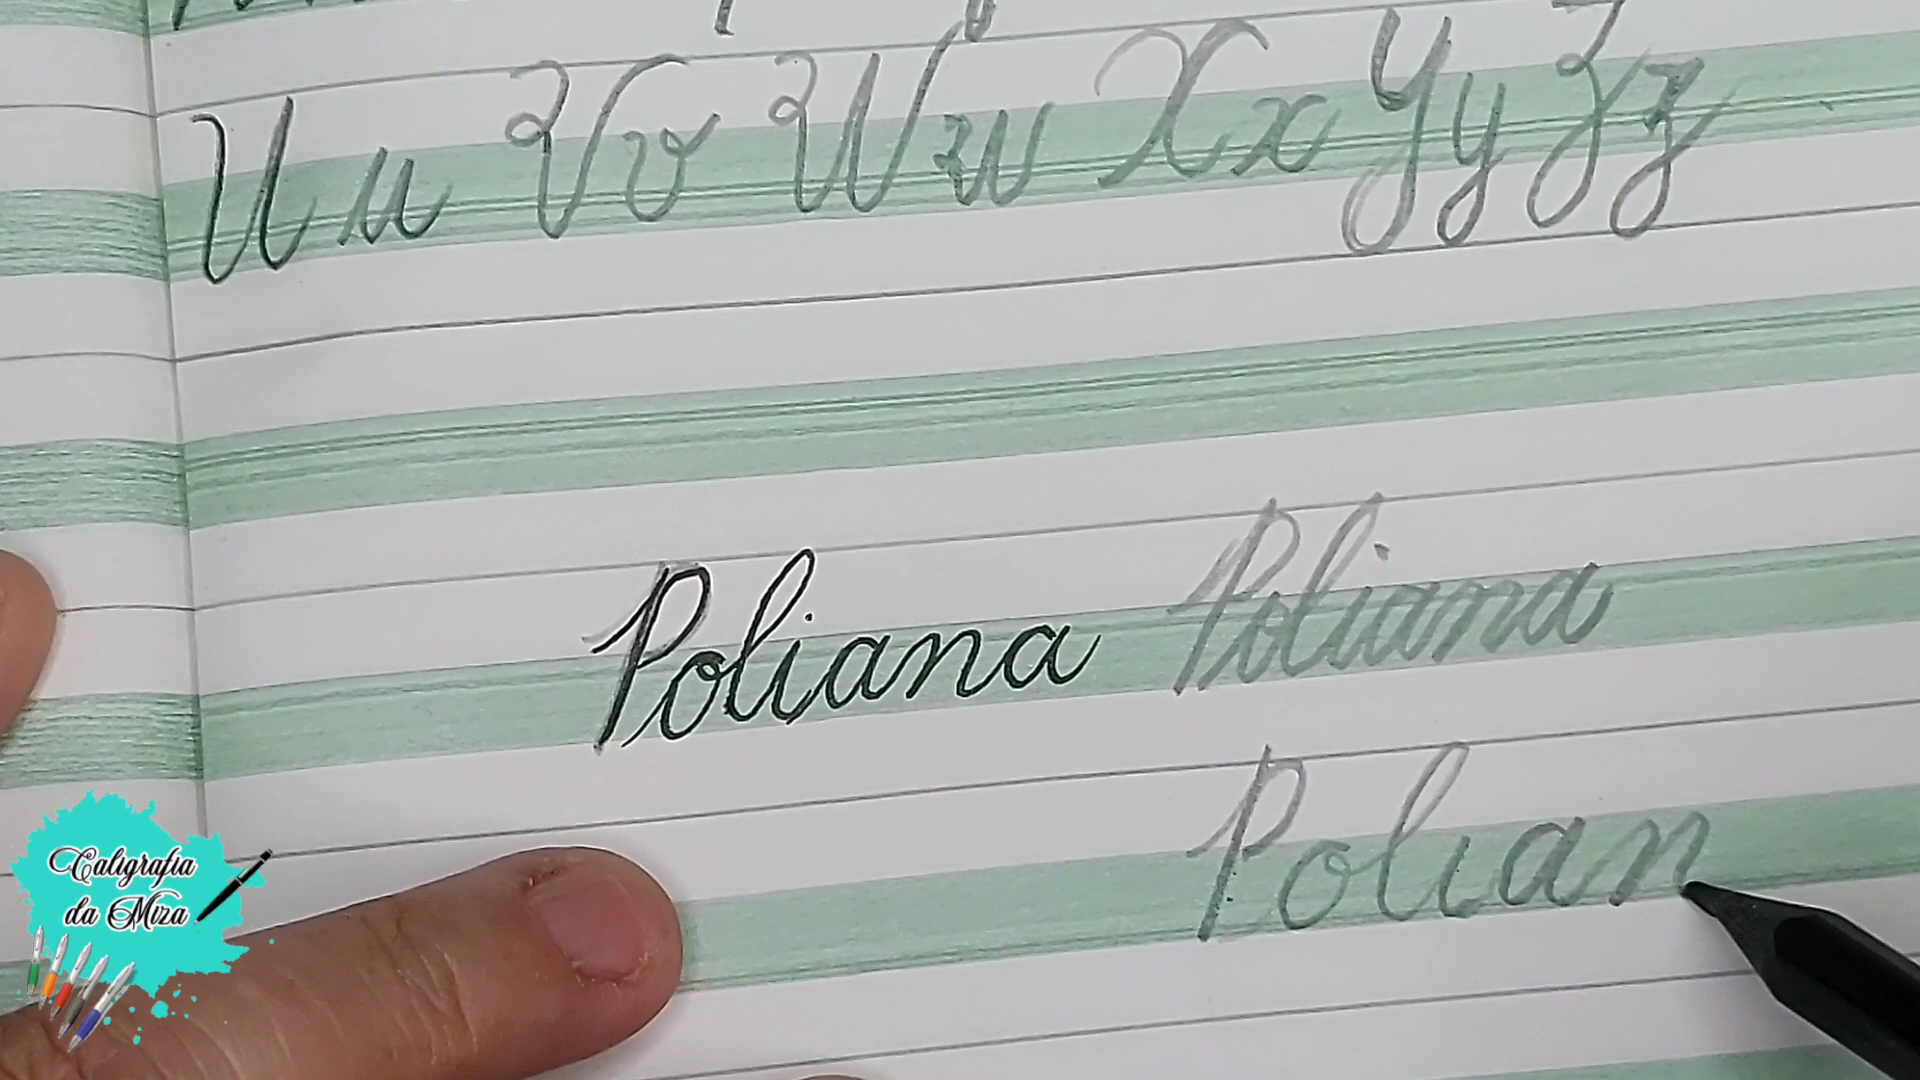 Uu Vv Ww Xx Yy Zz
Poliana Poliana
Polian
Caligrafia
da Miza